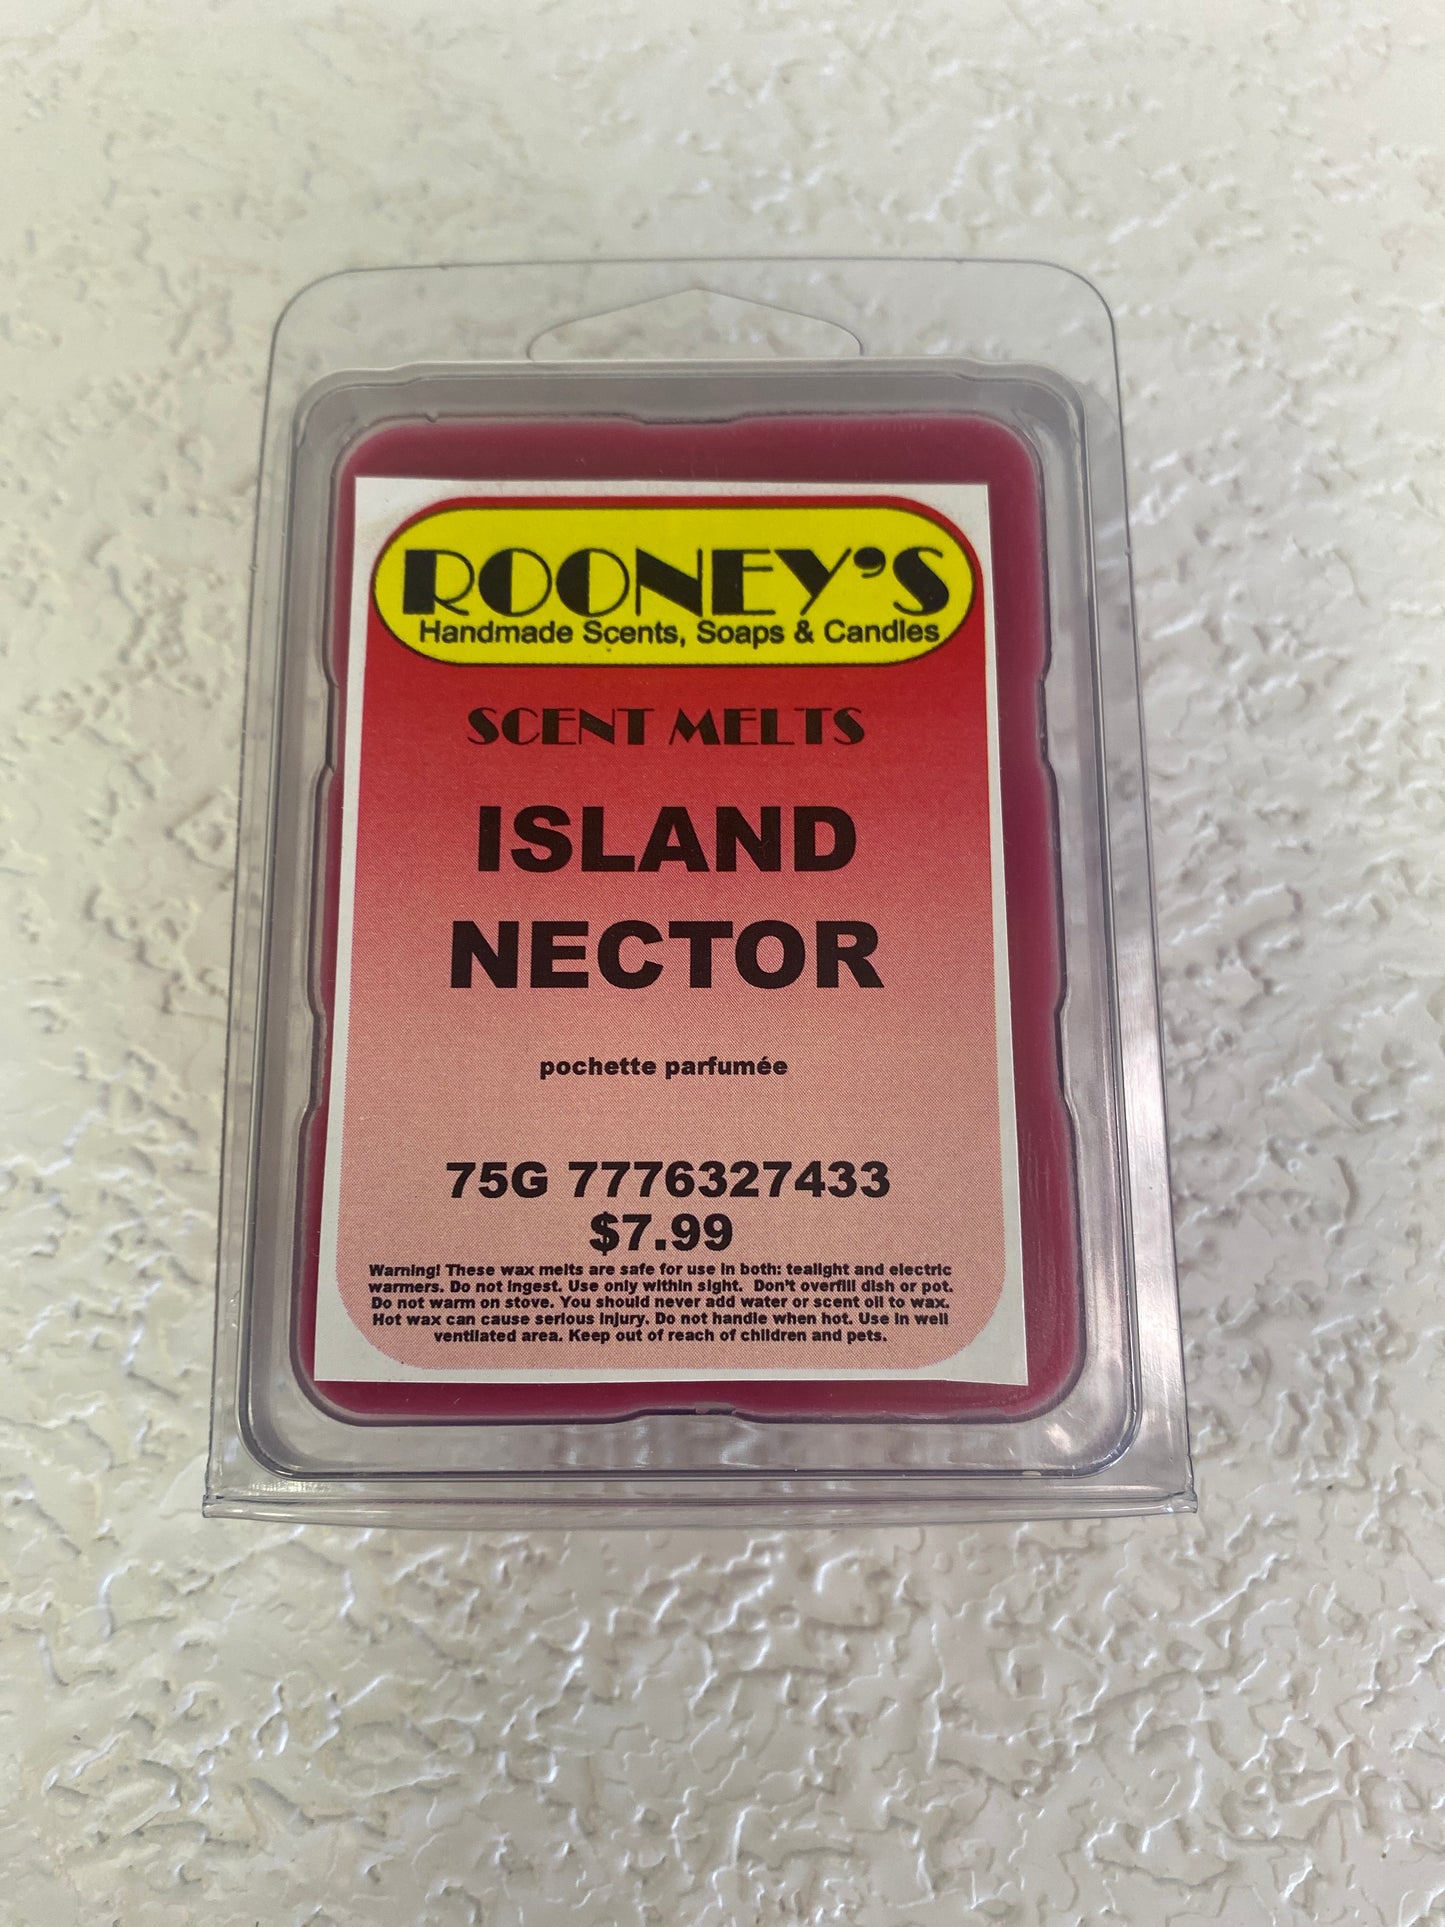 ROONEY'S
Handmade Scents, Soaps & Candles
SCENT MELTS
ISLAND
NECTOR
pochette parfumée
75G 7776327433
$7.99
Warning! These wax melts are safe for use in both: tealight and electric
warmers. Do not ingest. Use only within sight. Don't overfill dish or pot.
Do not warm on stove. You should never add water or scent oil to wax.
Hot wax can cause serious injury. Do not handle when hot. Use in well
ventilated area. Keep out of reach of children and pets.